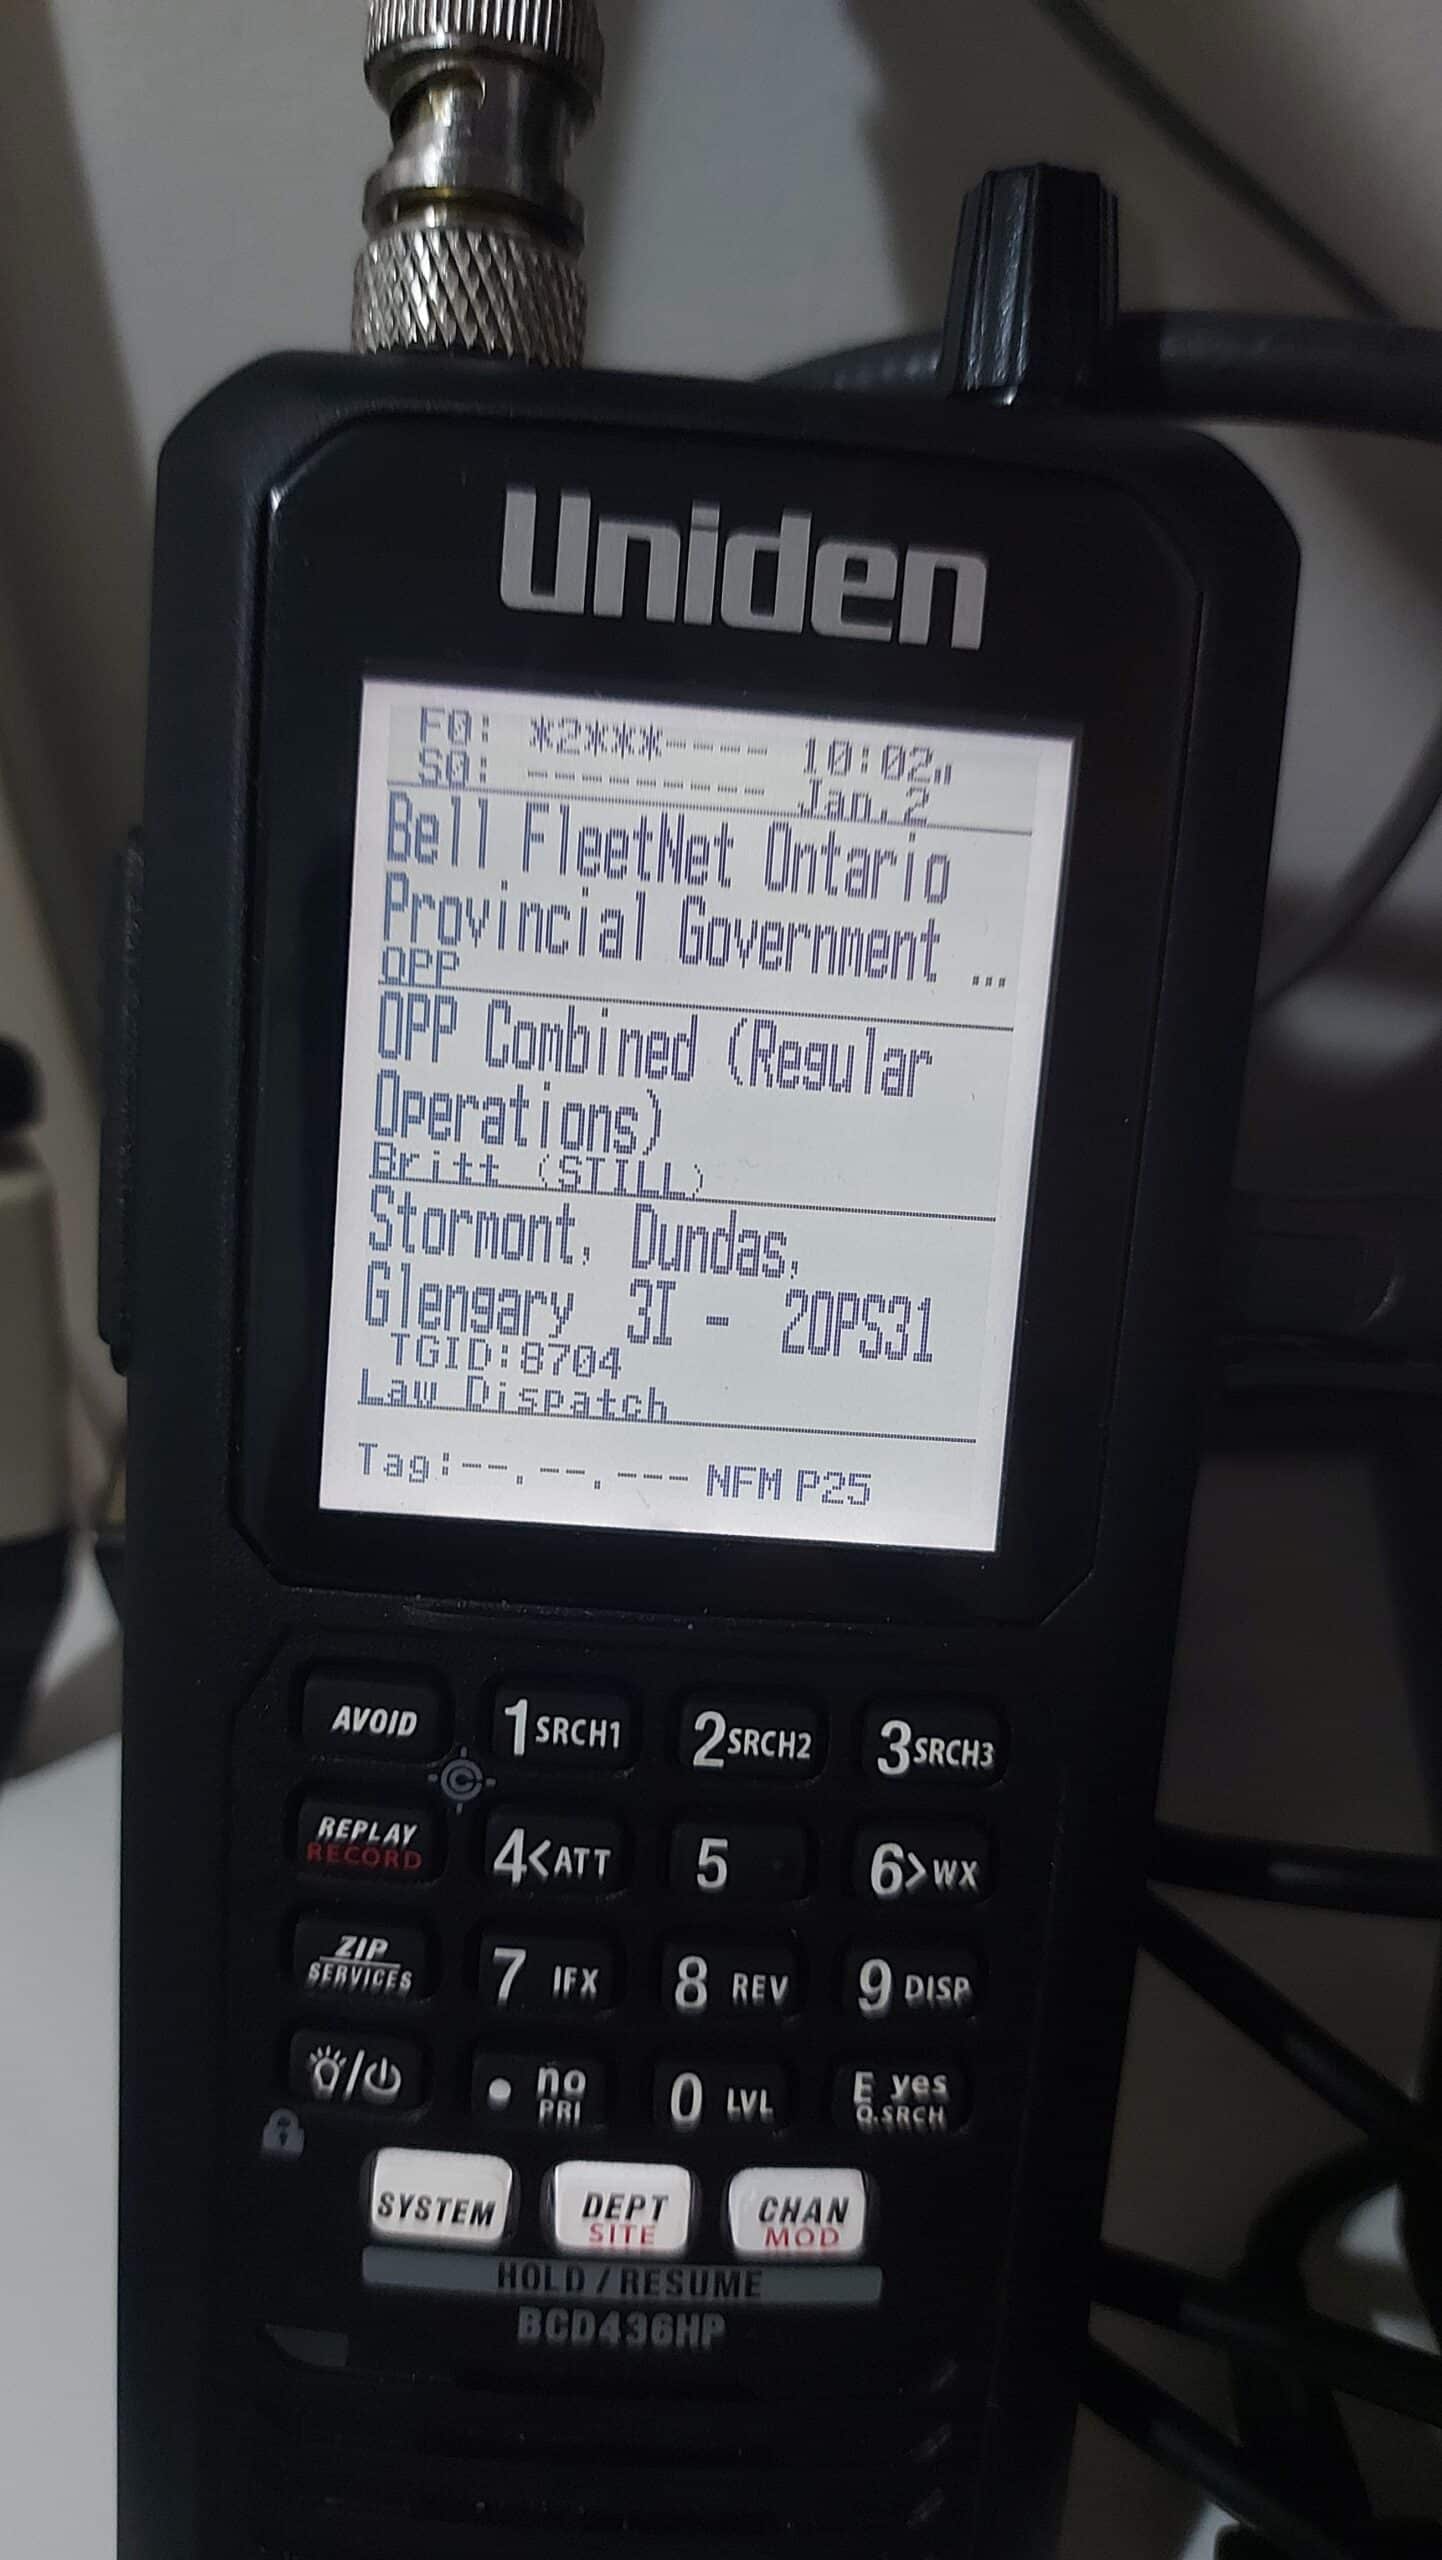 Uniden
F0: *2***---- 10:02
S0: --------- Jan. 2
Bell FleetNet Ontario
Provincial Government ...
OPP
OPP Combined (Regular
Operations)
Britt (STILL)
Stormont, Dundas,
Glengary 3I - 2OPS31
TGID:8704
Law Dispatch
Tag:--.--.--- NFM P25
AVOID 1 SRCH1 2 SRCH2 3 SRCH3
REPLAY 4<ATT 5 6>WX
RECORD
ZIP 7 IFX 8 REV 9 DISP
SERVICES
. no 0 LVL E yes
PRI Q.SRCH
SYSTEM DEPT CHAN
SITE MOD
HOLD / RESUME
BCD436HP